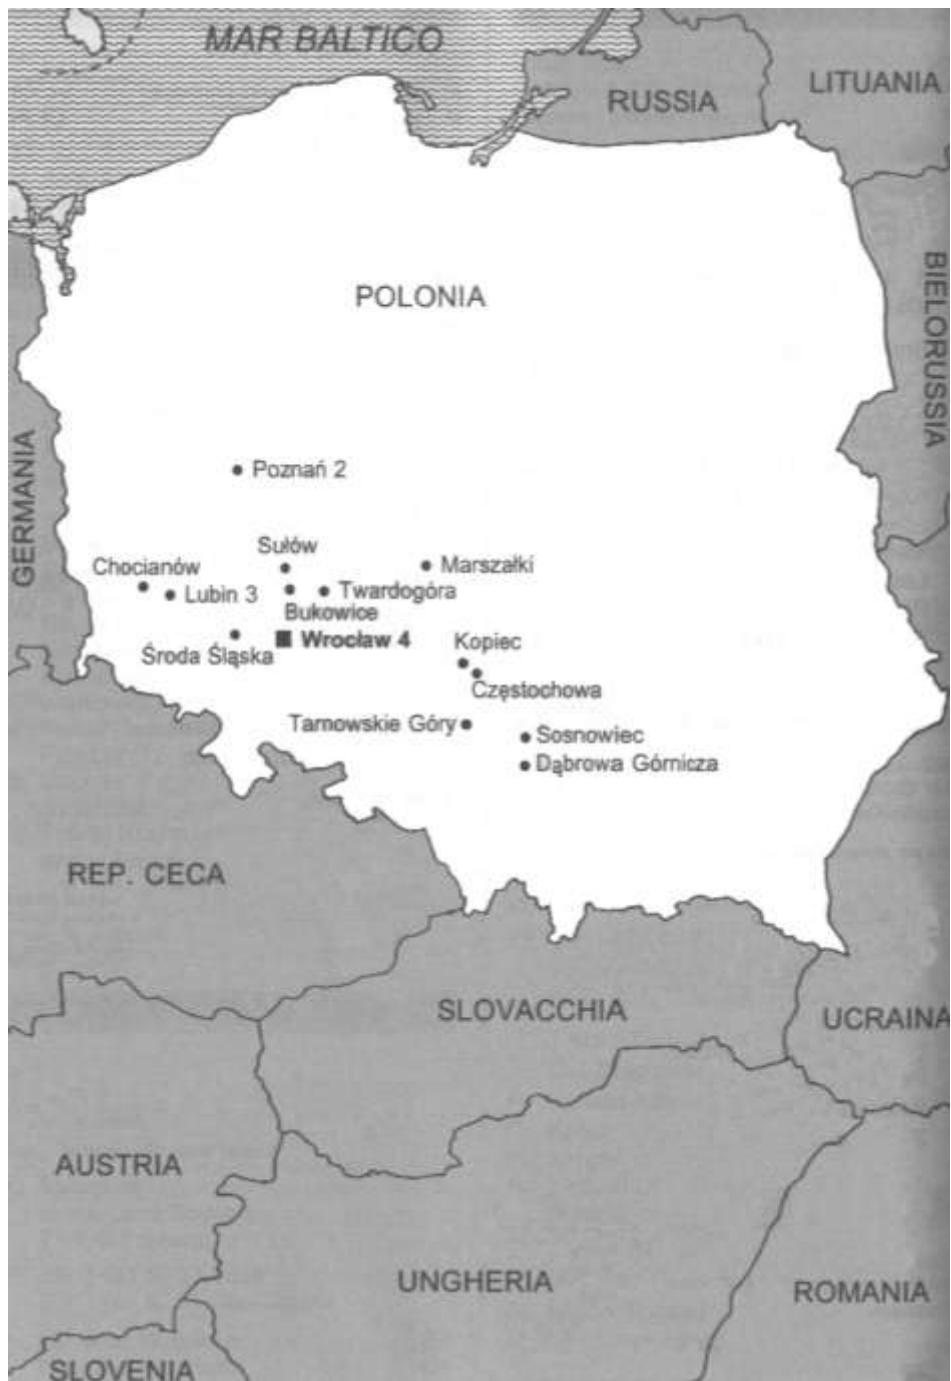 MAR BALTICO
LITUANIA
RUSSIA
BIELORUSSIA
POLONIA
GERMANIA
Poznań 2
Sułów
Marszałki
Chocianów
Lubin 3
Twardogóra
Bukowice
Wrocław 4
Kopiec
Środa Śląska
Częstochowa
Tarnowskie Góry
Sosnowiec
Dąbrowa Górnicza
REP. CECA
SLOVACCHIA
UCRAINA
AUSTRIA
UNGHERIA
ROMANIA
SLOVENIA